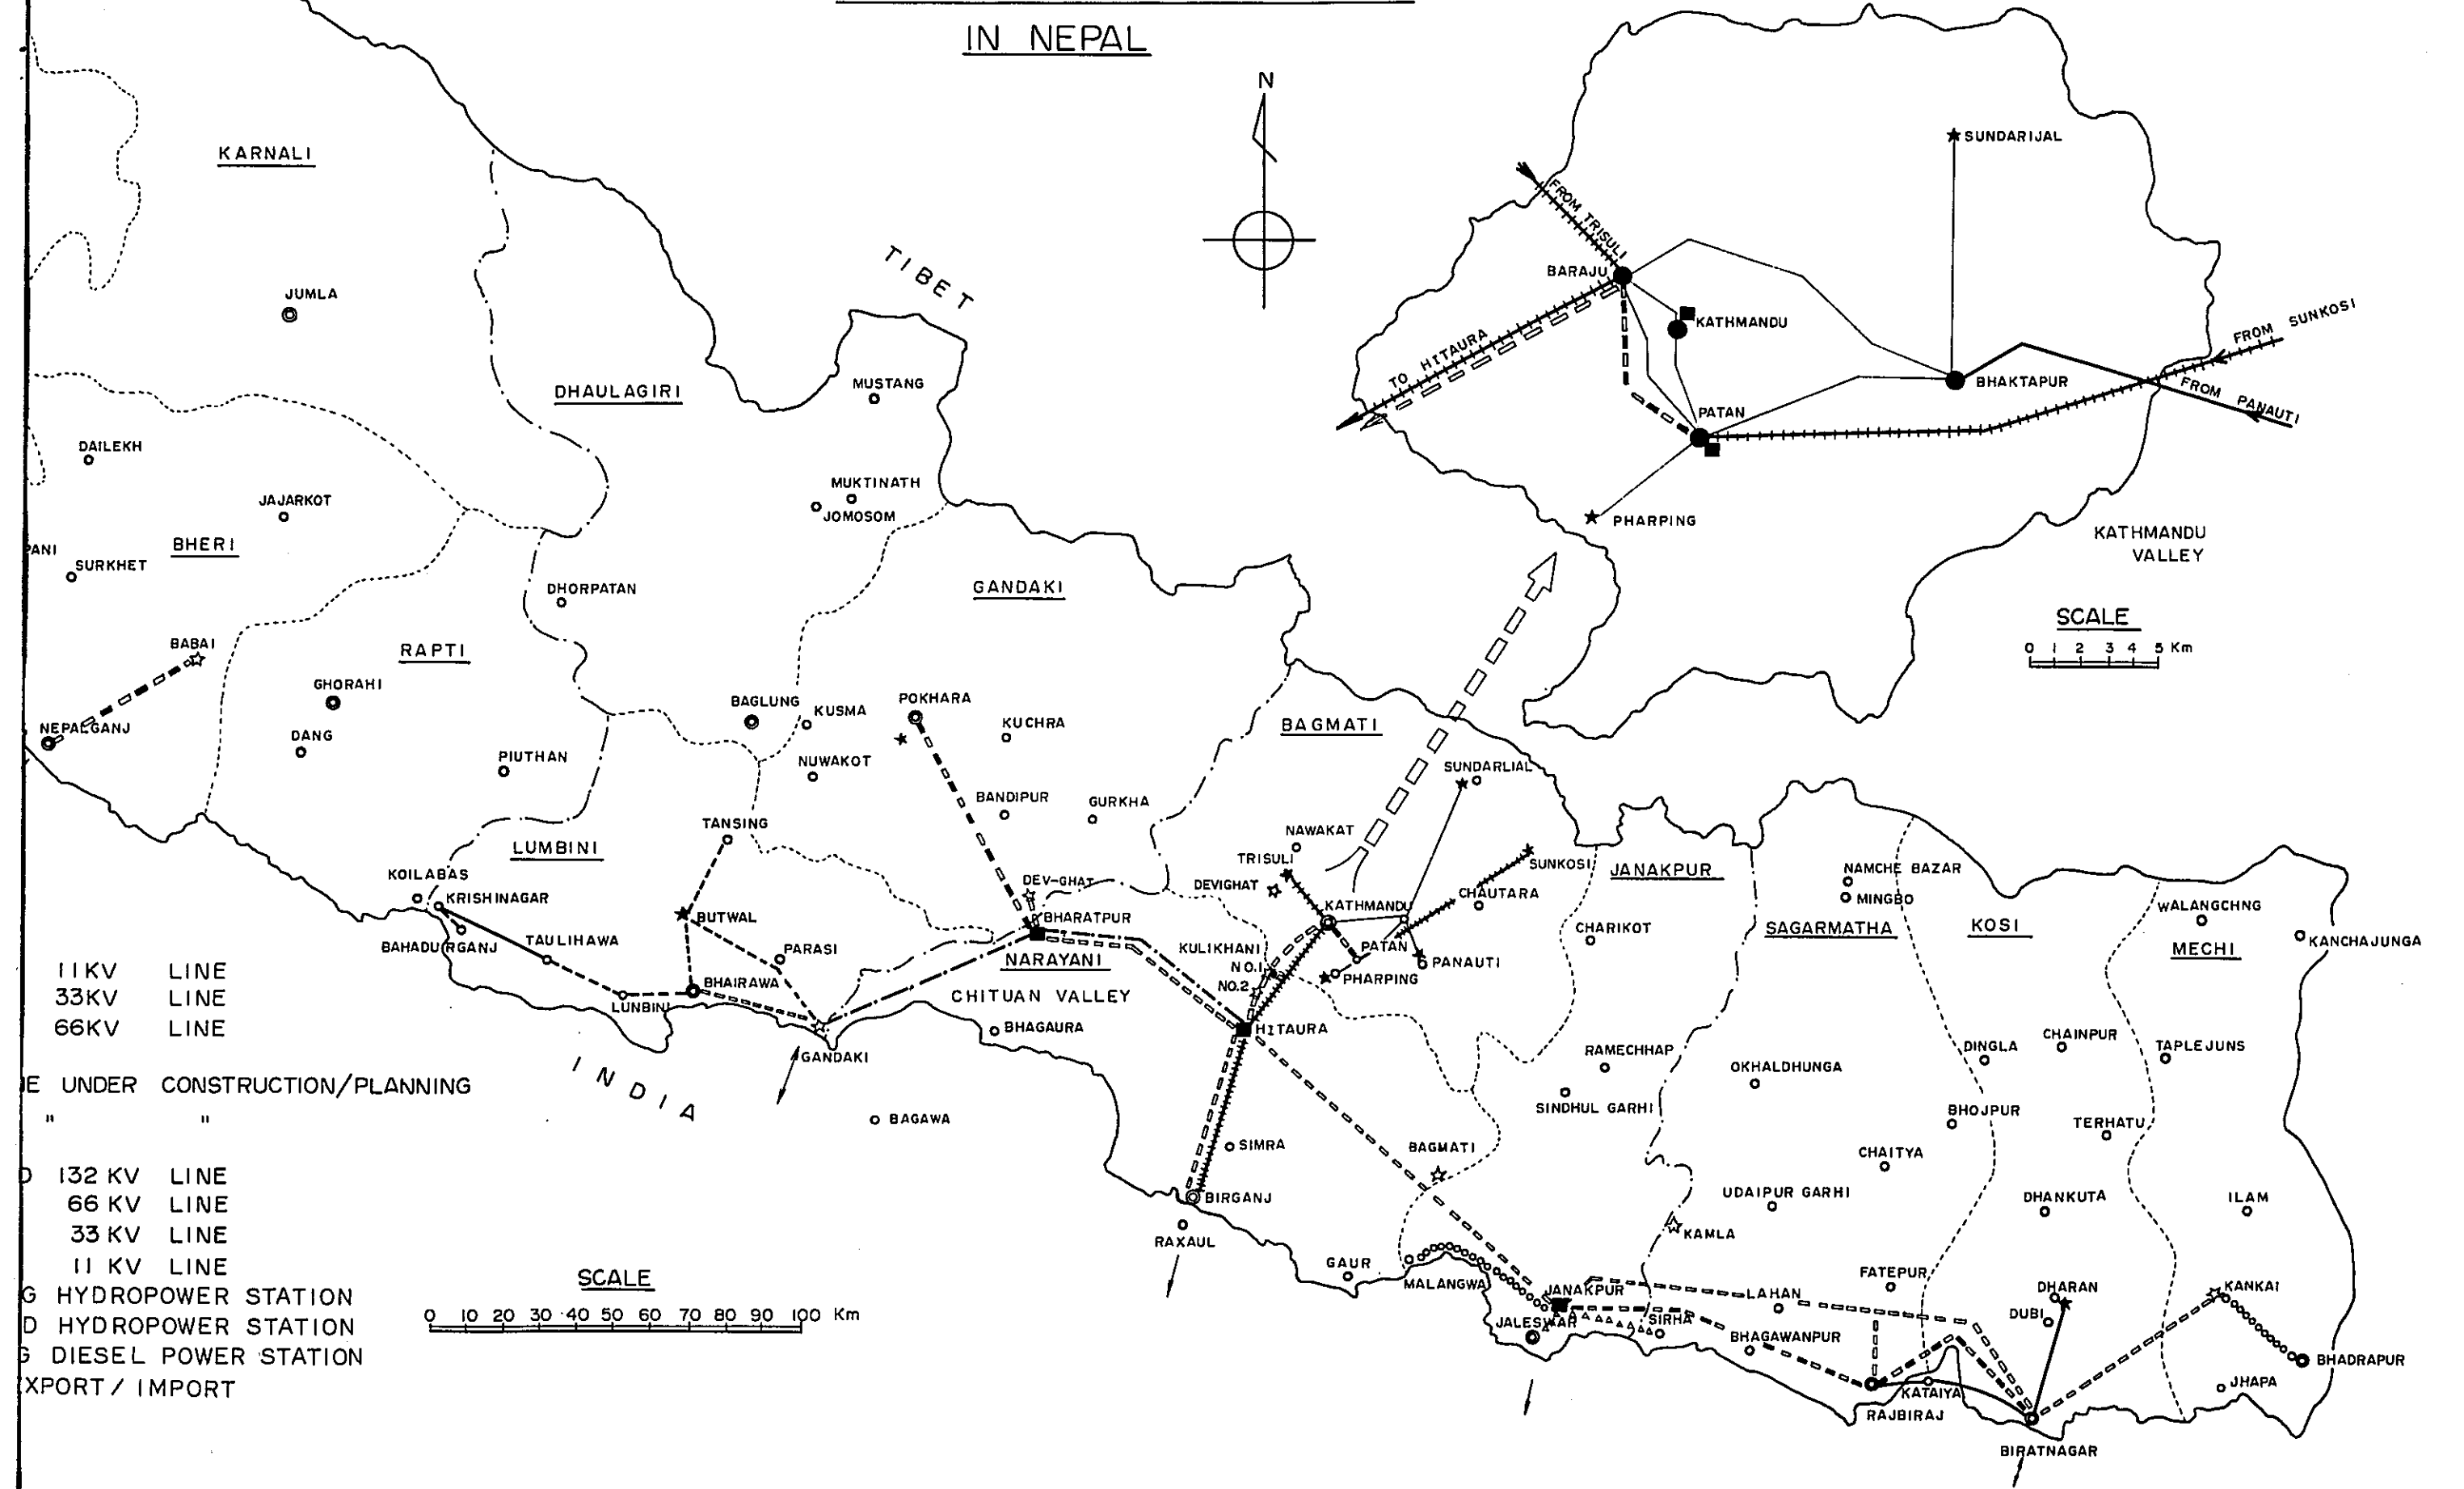 IN NEPAL
N
KARNALI
JUMLA
TIBET
DHAULAGIRI
MUSTANG
DAILEKH
JAJARKOT
MUKTINATH
JOMOSOM
BHERI
PANI
SURKHET
DHORPATAN
GANDAKI
BABAI
RAPTI
GHORAHI
NEPALGANJ
DANG
PIUTHAN
BAGLUNG
KUSMA
POKHARA
KUCHRA
NUWAKOT
BANDIPUR
GURKHA
TANSING
LUMBINI
KOILABAS
KRISHINAGAR
BAHADURGANJ
TAULIHAWA
BUTWAL
PARASI
BHAIRAWA
LUNBINI
GANDAKI
DEV-GHAT
BHARATPUR
NARAYANI
CHITUAN VALLEY
BHAGAURA
INDIA
BAGAWA
SUNDARIJAL
FROM TRISULI
BARAJU
KATHMANDU
TO HITAURA
FROM SUNKOSI
BHAKTAPUR
FROM PANAUTI
PATAN
PHARPING
KATHMANDU
VALLEY
SCALE
0 1 2 3 4 5 Km
BAGMATI
SUNDARLIAL
NAWAKAT
TRISULI
DEVIGHAT
SUNKOSI
CHAUTARA
KATHMANDU
PATAN
KULIKHANI
NO.1
NO.2
PHARPING
PANAUTI
HITAURA
JANAKPUR
CHARIKOT
NAMCHE BAZAR
MINGBO
SAGARMATHA
KOSI
WALANGCHNG
MECHI
KANCHAJUNGA
RAMECHHAP
SINDHUL GARHI
OKHALDHUNGA
DINGLA
CHAINPUR
TAPLEJUNS
BHOJPUR
TERHATU
SIMRA
BAGMATI
CHAITYA
UDAIPUR GARHI
DHANKUTA
ILAM
BIRGANJ
RAXAUL
KAMLA
GAUR
MALANGWA
JANAKPUR
JALESWAR
SIRHA
LAHAN
FATEPUR
BHAGAWANPUR
DHARAN
DUBI
KANKAI
BHADRAPUR
JHAPA
KATAIYA
RAJBIRAJ
BIRATNAGAR
11KV LINE
33KV LINE
66KV LINE
E UNDER CONSTRUCTION/PLANNING
" "
D 132 KV LINE
66 KV LINE
33 KV LINE
11 KV LINE
G HYDROPOWER STATION
D HYDROPOWER STATION
G DIESEL POWER STATION
XPORT / IMPORT
SCALE
0 10 20 30 40 50 60 70 80 90 100 Km